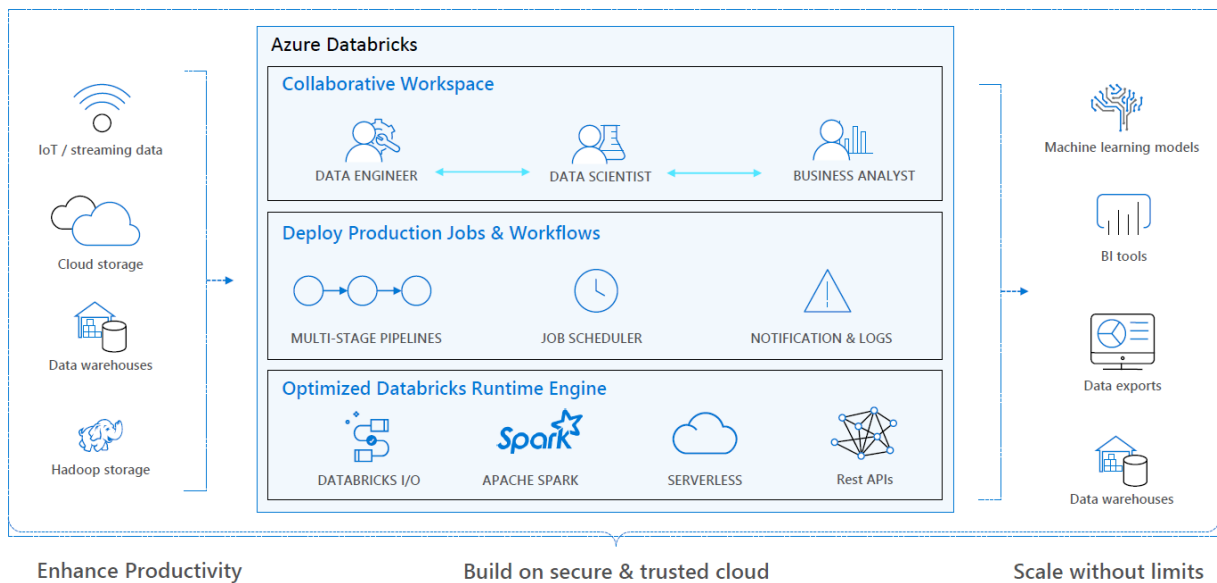 Azure Databricks
Collaborative Workspace
DATA ENGINEER
DATA SCIENTIST
BUSINESS ANALYST
Deploy Production Jobs & Workflows
MULTI-STAGE PIPELINES
JOB SCHEDULER
NOTIFICATION & LOGS
Optimized Databricks Runtime Engine
Spark
DATABRICKS I/O
APACHE SPARK
SERVERLESS
Rest APIs
IoT / streaming data
Cloud storage
Data warehouses
Hadoop storage
Machine learning models
BI tools
Data exports
Data warehouses
Enhance Productivity
Build on secure & trusted cloud
Scale without limits